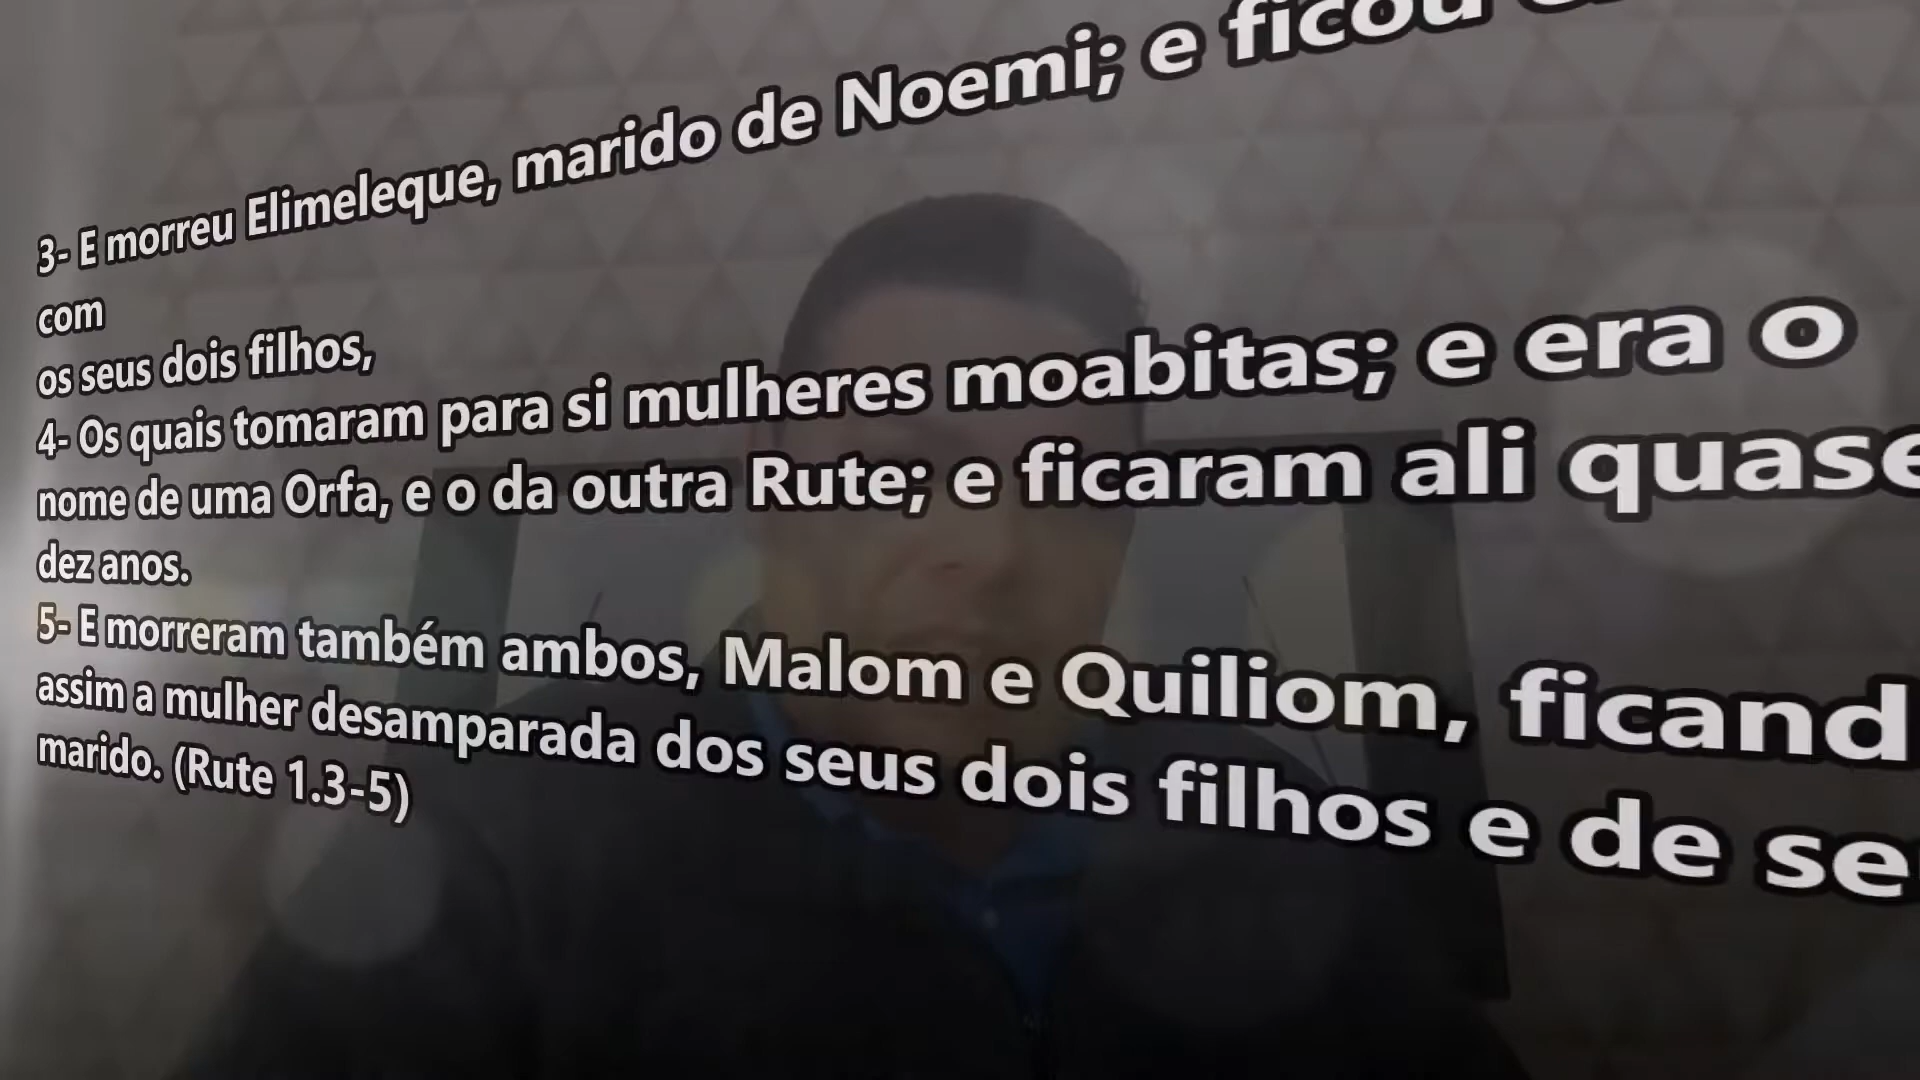 3- E morreu Elimeleque, marido de Noemi; e ficou
com
os seus dois filhos,
4- Os quais tomaram para si mulheres moabitas; e era o
nome de uma Orfa, e o da outra Rute; e ficaram ali quase
dez anos.
5- E morreram também ambos, Malom e Quiliom, ficand
assim a mulher desamparada dos seus dois filhos e de se
marido. (Rute 1.3-5)